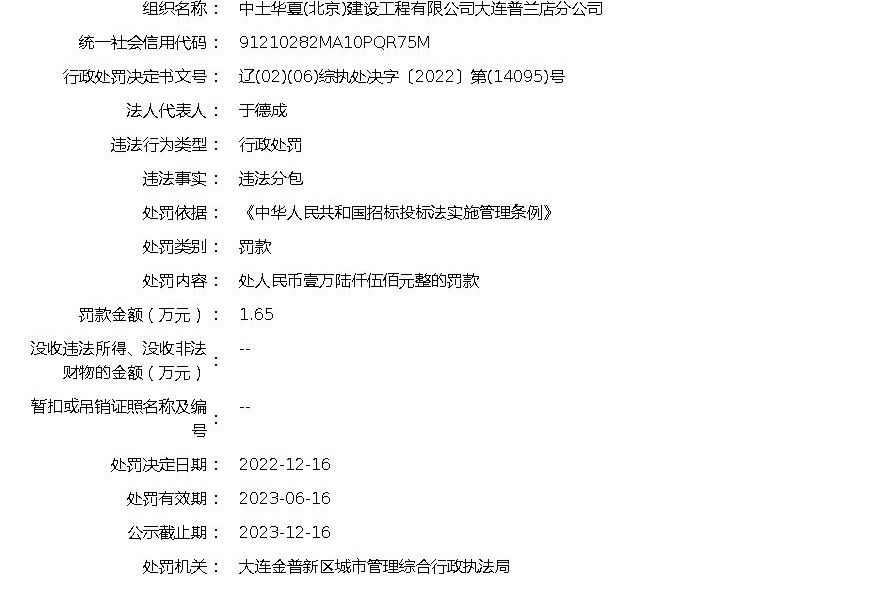 组织名称： 中土华夏(北京)建设工程有限公司大连普兰店分公司
统一社会信用代码： 91210282MA10PQR75M
行政处罚决定书文号： 辽(02)(06)综执处决字〔2022〕第(14095)号
法人代表人： 于德成
违法行为类型： 行政处罚
违法事实： 违法分包
处罚依据： 《中华人民共和国招标投标法实施管理条例》
处罚类别： 罚款
处罚内容： 处人民币壹万陆仟伍佰元整的罚款
罚款金额（万元）： 1.65
没收违法所得、没收非法
财物的金额（万元）： --
暂扣或吊销证照名称及编
号： --
处罚决定日期： 2022-12-16
处罚有效期： 2023-06-16
公示截止期： 2023-12-16
处罚机关： 大连金普新区城市管理综合行政执法局